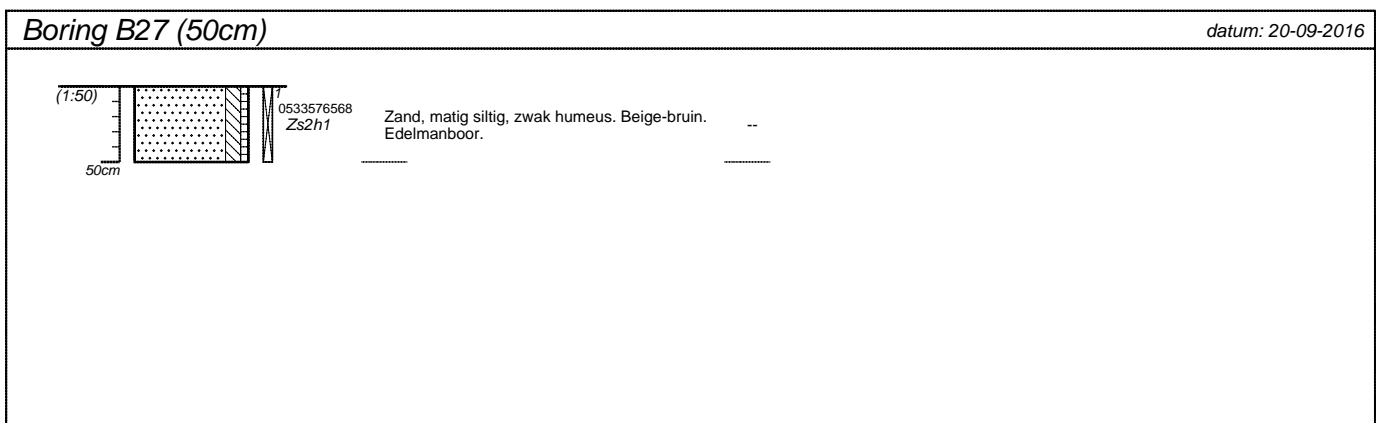 Boring B27 (50cm)
datum: 20-09-2016
(1:50)
1
0533576568
Zs2h1
Zand, matig siltig, zwak humeus. Beige-bruin.
Edelmanboor.
--
50cm